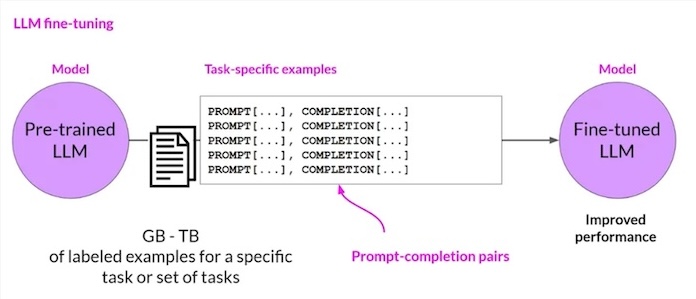 LLM fine-tuning
Model
Pre-trained
LLM
GB - TB
of labeled examples for a specific
task or set of tasks
Task-specific examples
PROMPT[...], COMPLETION[...]
PROMPT[...], COMPLETION[...]
PROMPT[...], COMPLETION[...]
PROMPT[...], COMPLETION[...]
PROMPT[...], COMPLETION[...]
Prompt-completion pairs
Model
Fine-tuned
LLM
Improved
performance